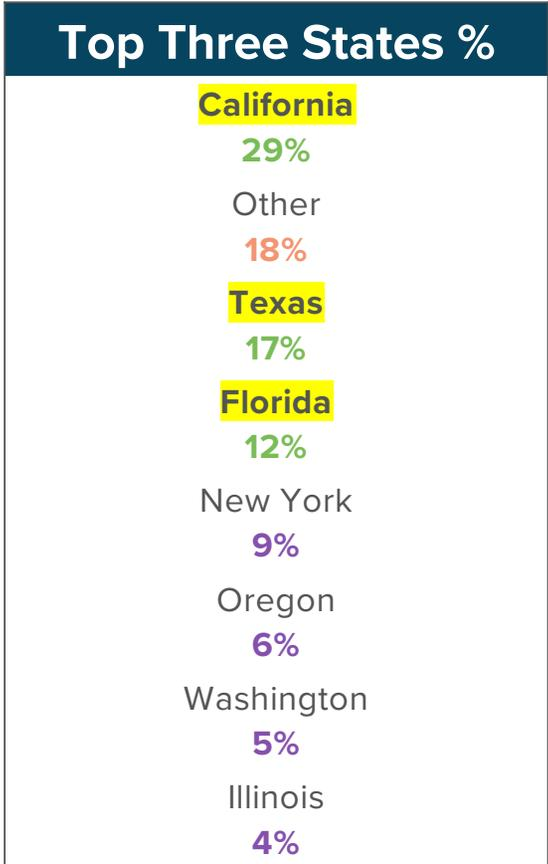 Top Three States %
California
29%
Other
18%
Texas
17%
Florida
12%
New York
9%
Oregon
6%
Washington
5%
Illinois
4%